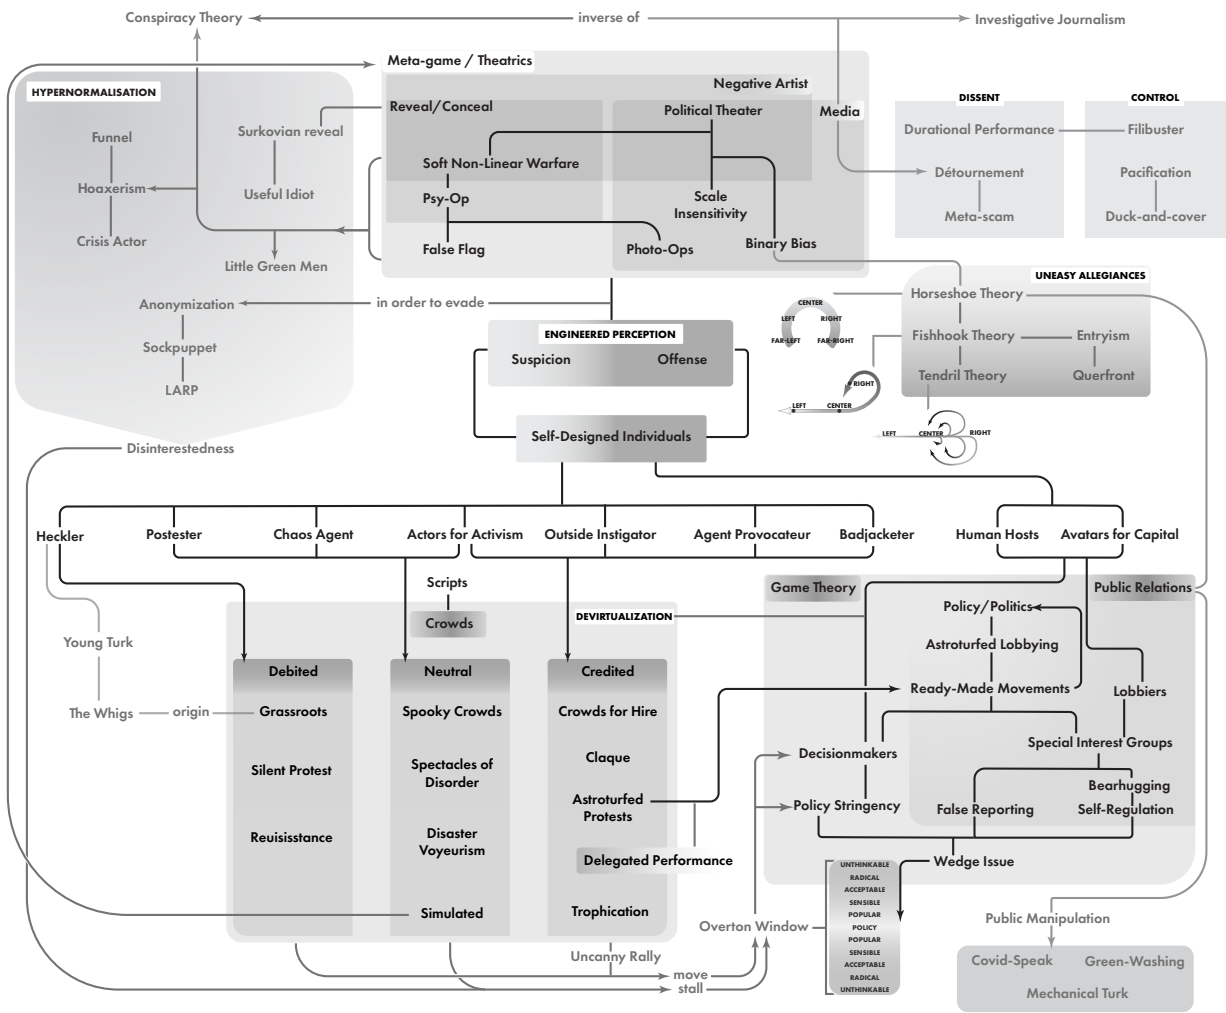 Conspiracy Theory
inverse of
Investigative Journalism
Meta-game / Theatrics
HYPERNORMALISATION
Negative Artist
Funnel
Surkovian reveal
Hoaxerism
Useful Idiot
Crisis Actor
Little Green Men
Reveal/Conceal
Political Theater
Media
Soft Non-Linear Warfare
Psy-Op
Scale
Insensitivity
False Flag
Photo-Ops
Binary Bias
DISSENT
CONTROL
Durational Performance
Filibuster
Détournement
Pacification
Meta-scam
Duck-and-cover
Anonymization
in order to evade
Sockpuppet
LARP
Disinterestedness
ENGINEERED PERCEPTION
Suspicion
Offense
Self-Designed Individuals
UNEASY ALLEGIANCES
Horseshoe Theory
Fishhook Theory
Entryism
Tendril Theory
Querfront
CENTER
LEFT
RIGHT
FAR-LEFT
FAR-RIGHT
RIGHT
LEFT
CENTER
LEFT
CENTER
RIGHT
Heckler
Postester
Chaos Agent
Actors for Activism
Outside Instigator
Agent Provocateur
Badjacketer
Human Hosts
Avatars for Capital
Scripts
Crowds
DEVIRTUALIZATION
Young Turk
The Whigs
origin
Debited
Neutral
Credited
Grassroots
Spooky Crowds
Crowds for Hire
Silent Protest
Spectacles of
Disorder
Claque
Astroturfed
Protests
Reuisisstance
Disaster
Voyeurism
Delegated Performance
Simulated
Trophication
Uncanny Rally
move
stall
Game Theory
Public Relations
Policy/Politics
Astroturfed Lobbying
Ready-Made Movements
Lobbiers
Decisionmakers
Special Interest Groups
Bearhugging
Policy Stringency
False Reporting
Self-Regulation
Wedge Issue
Overton Window
UNTHINKABLE
RADICAL
ACCEPTABLE
SENSIBLE
POPULAR
POLICY
POPULAR
SENSIBLE
ACCEPTABLE
RADICAL
UNTHINKABLE
Public Manipulation
Covid-Speak
Green-Washing
Mechanical Turk